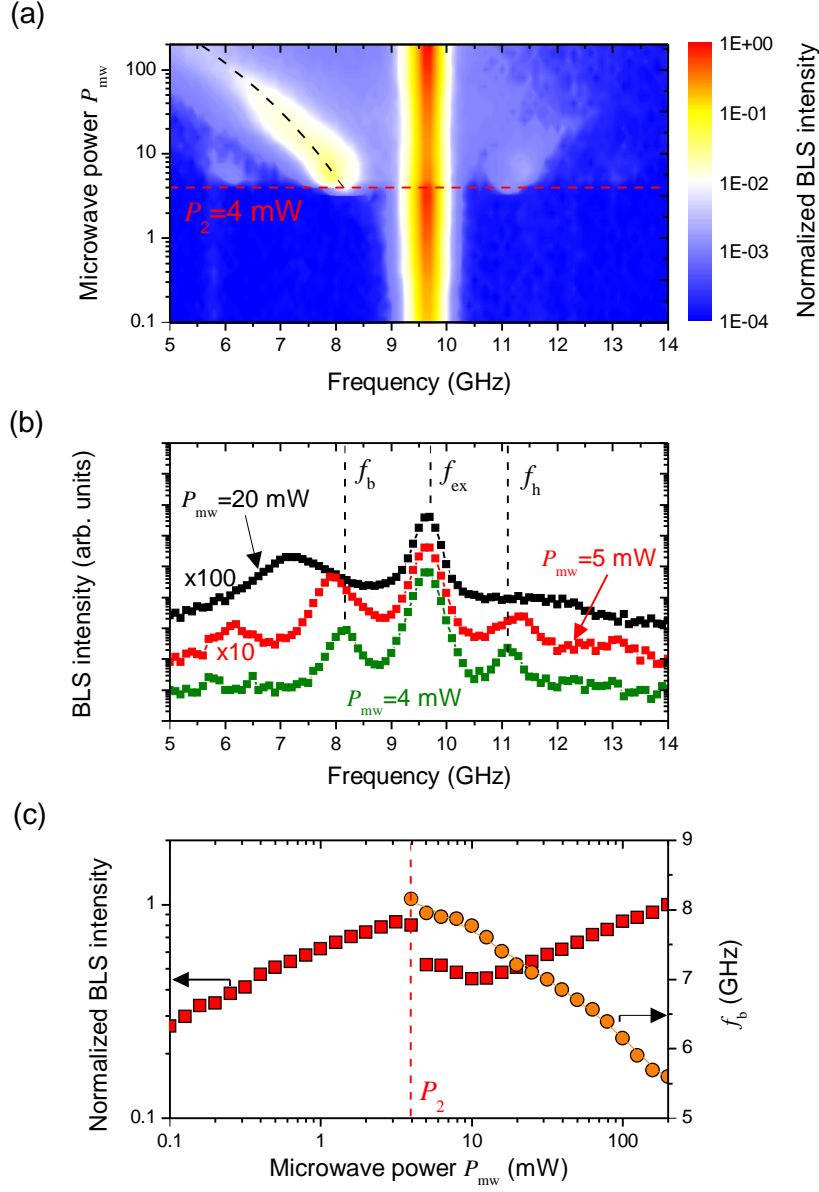 (a)
Microwave power P_mw
100
10
1
0.1
P_2=4 mW
5 6 7 8 9 10 11 12 13 14
Frequency (GHz)
1E+00
1E-01
1E-02
1E-03
1E-04
Normalized BLS intensity
(b)
BLS intensity (arb. units)
f_b f_ex f_h
P_mw=20 mW
P_mw=5 mW
x100
x10
P_mw=4 mW
5 6 7 8 9 10 11 12 13 14
Frequency (GHz)
(c)
Normalized BLS intensity
1
0.1
P_2
9
8
7
6
5
f_b (GHz)
0.1 1 10 100
Microwave power P_mw (mW)